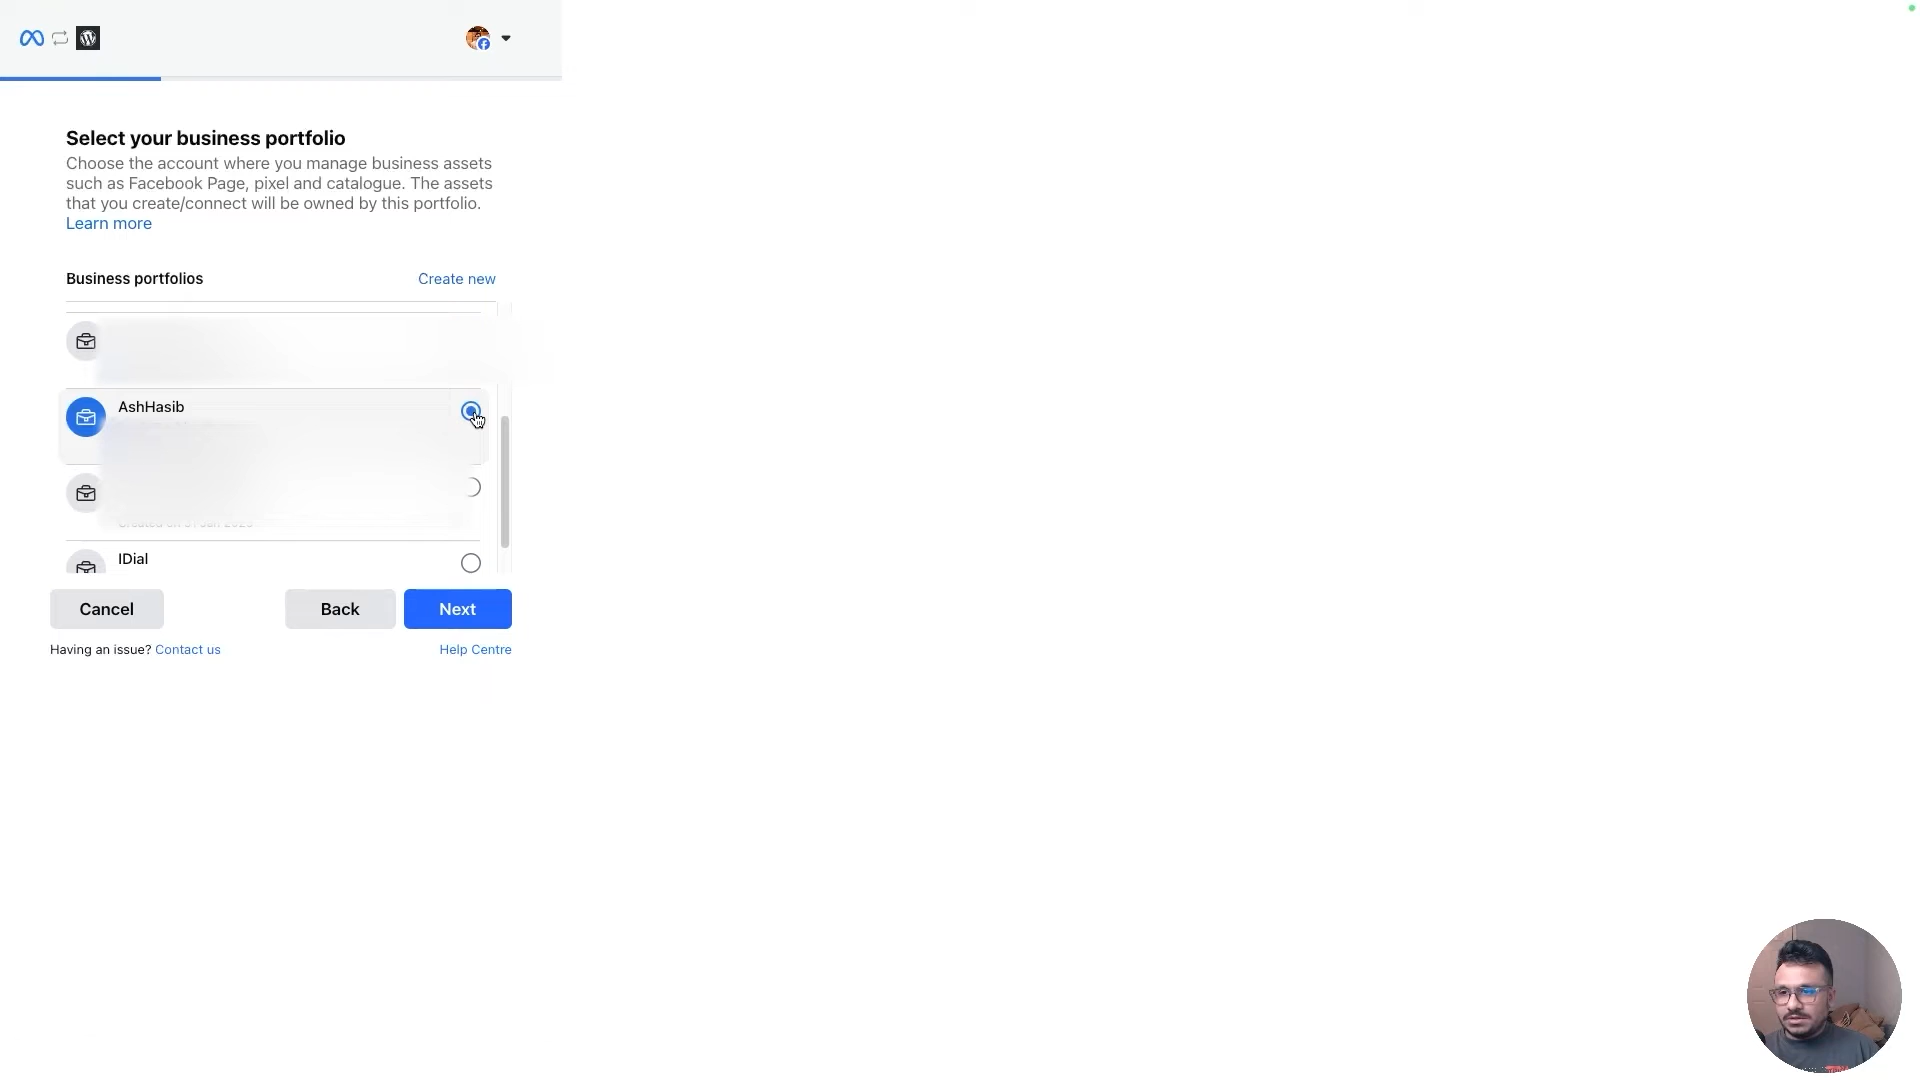 Select your business portfolio
Choose the account where you manage business assets
such as Facebook Page, pixel and catalogue. The assets
that you create/connect will be owned by this portfolio.
Learn more
Business portfolios
Create new
AshHasib
IDial
Cancel
Back
Next
Having an issue? Contact us
Help Centre